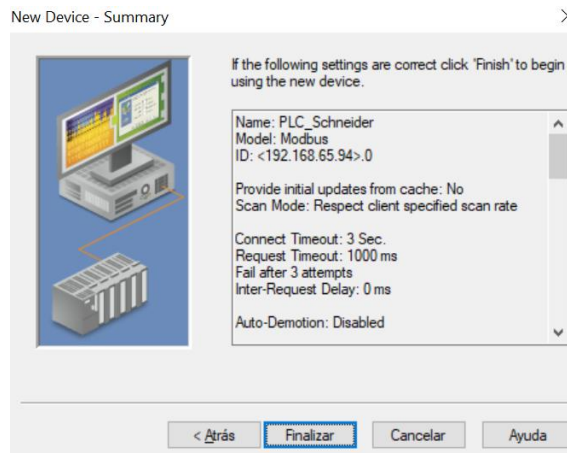 New Device - Summary
If the following settings are correct click 'Finish' to begin
using the new device.
Name: PLC_Schneider
Model: Modbus
ID: <192.168.65.94>.0
Provide initial updates from cache: No
Scan Mode: Respect client specified scan rate
Connect Timeout: 3 Sec.
Request Timeout: 1000 ms
Fail after 3 attempts
Inter-Request Delay: 0 ms
Auto-Demotion: Disabled
< Atrás Finalizar Cancelar Ayuda